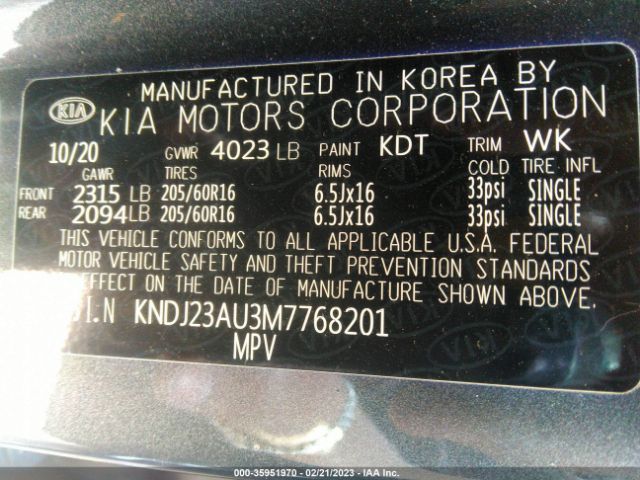 MANUFACTURED IN KOREA BY
KIA KIA MOTORS CORPORATION
10/20 GVWR 4023 LB PAINT KDT TRIM WK
GAWR TIRES RIMS COLD TIRE INFL
FRONT 2315 LB 205/60R16 6.5Jx16 33psi SINGLE
REAR 2094 LB 205/60R16 6.5Jx16 33psi SINGLE
THIS VEHICLE CONFORMS TO ALL APPLICABLE U.S.A. FEDERAL
MOTOR VEHICLE SAFETY AND THEFT PREVENTION STANDARDS
EFFECT ON THE DATE OF MANUFACTURE SHOWN ABOVE.
I.N KNDJ23AU3M7768201
MPV
000-35951970 - 02/21/2023 - IAA Inc.